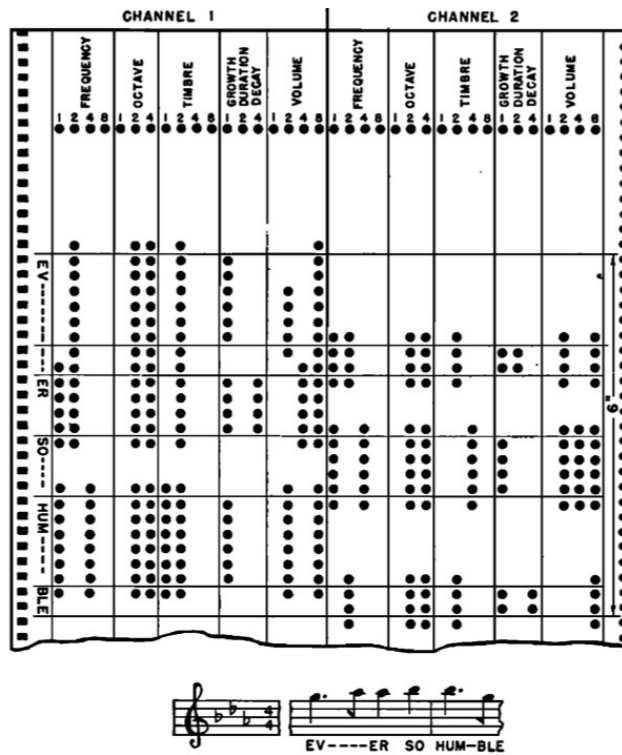 CHANNEL 1 CHANNEL 2
FREQUENCY OCTAVE TIMBRE GROWTH DURATION DECAY VOLUME FREQUENCY OCTAVE TIMBRE GROWTH DURATION DECAY VOLUME
1 2 4 8 1 2 4 1 2 4 8 1 2 4 1 2 4 8 1 2 4 8 1 2 4 1 2 4 8 1 2 4 1 2 4 8
EV----------
ER
SO----
HUM----
BLE
9"
4
4
EV----ER SO HUM-BLE